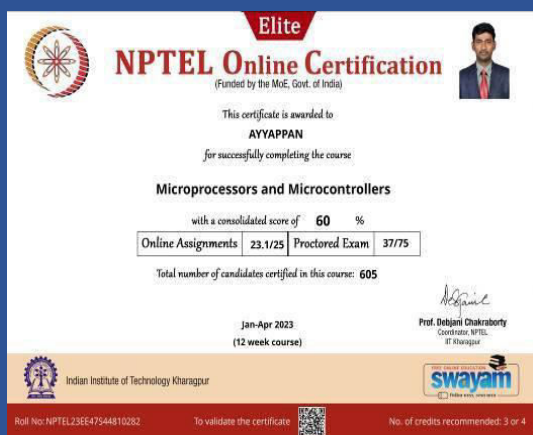 Elite
NPTEL Online Certification
(Funded by the MoE, Govt. of India)
This certificate is awarded to
AYYAPPAN
for successfully completing the course
Microprocessors and Microcontrollers
with a consolidated score of 60 %
Online Assignments 23.1/25 Proctored Exam 37/75
Total number of candidates certified in this course: 605
Jan-Apr 2023
(12 week course)
Prof. Debjani Chakraborty
Coordinator, NPTEL
IIT Kharagpur
Indian Institute of Technology Kharagpur
FREE ONLINE EDUCATION
swayam
Roll No: NPTEL23EE47S44810282 To validate the certificate No. of credits recommended: 3 or 4